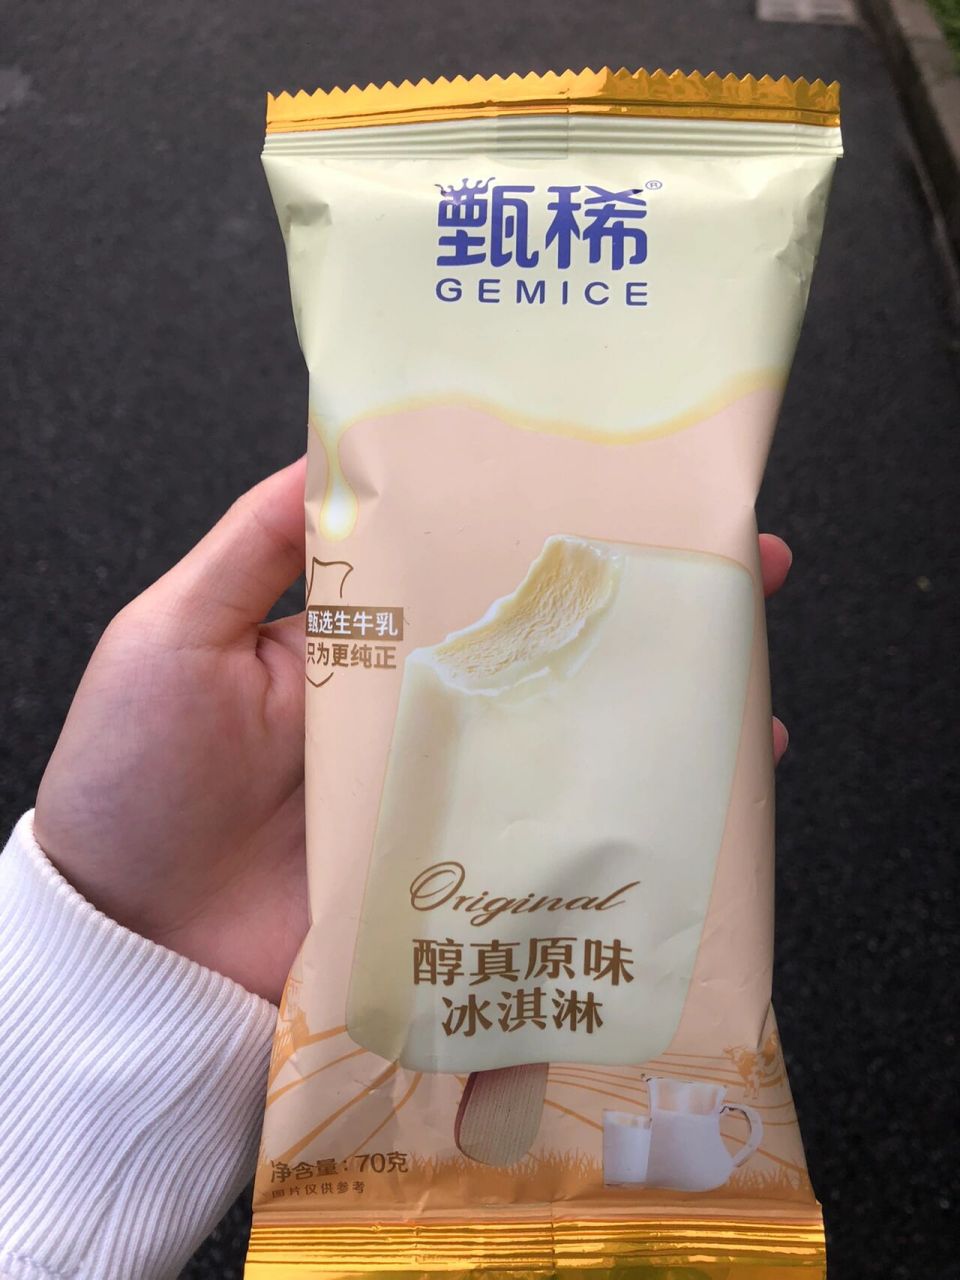 甄稀®
GEMICE
甄选生牛乳
只为更纯正
Original
醇真原味
冰淇淋
净含量：70克
图片仅供参考